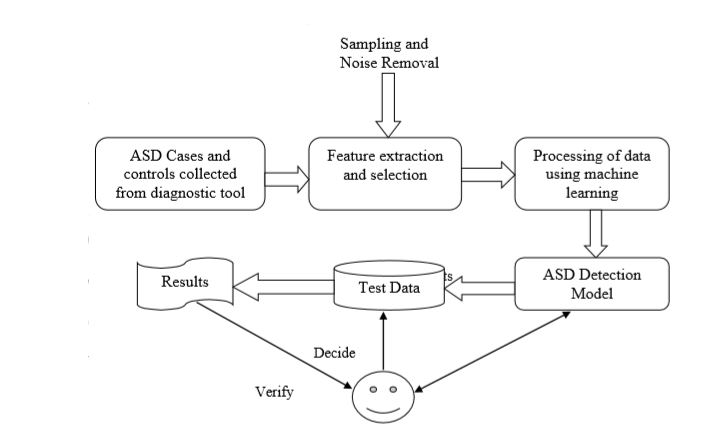 Sampling and
Noise Removal
ASD Cases and
controls collected
from diagnostic tool
Feature extraction
and selection
Processing of data
using machine
learning
Results
Test Data
ts
ASD Detection
Model
Decide
Verify